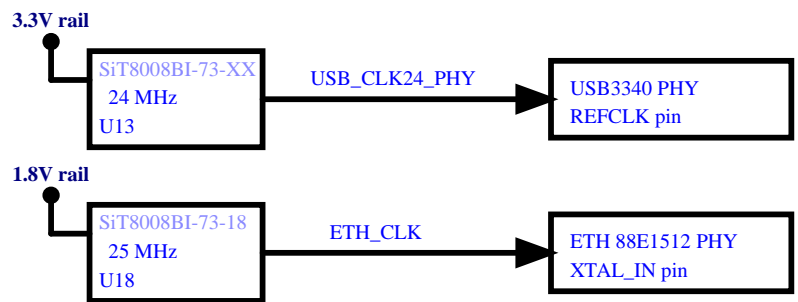 3.3V rail
SiT8008BI-73-XX
24 MHz
U13
USB_CLK24_PHY
USB3340 PHY
REFCLK pin
1.8V rail
SiT8008BI-73-18
25 MHz
U18
ETH_CLK
ETH 88E1512 PHY
XTAL_IN pin